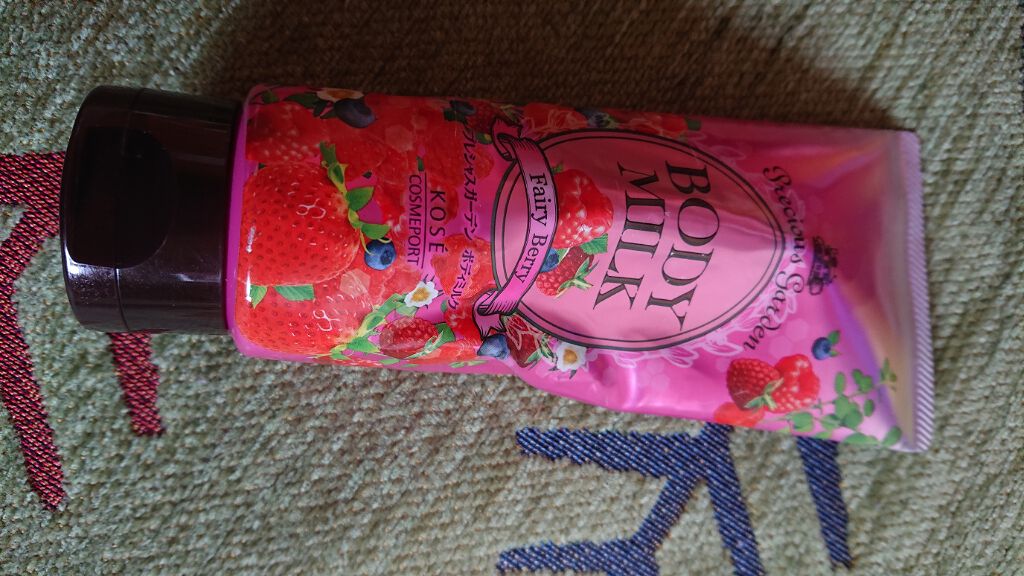 Precious Garden
BODY
MILK
Fairy Berry
プレシャスガーデン ボディミルク
KOSE
COSMEPORT